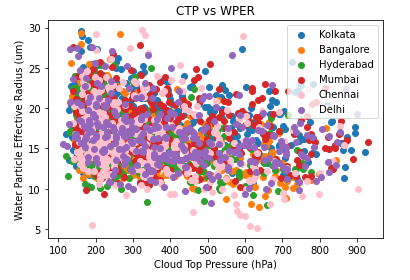 CTP vs WPER
Water Particle Effective Radius (um)
30
25
20
15
10
5
Kolkata
Bangalore
Hyderabad
Mumbai
Chennai
Delhi
100 200 300 400 500 600 700 800 900
Cloud Top Pressure (hPa)